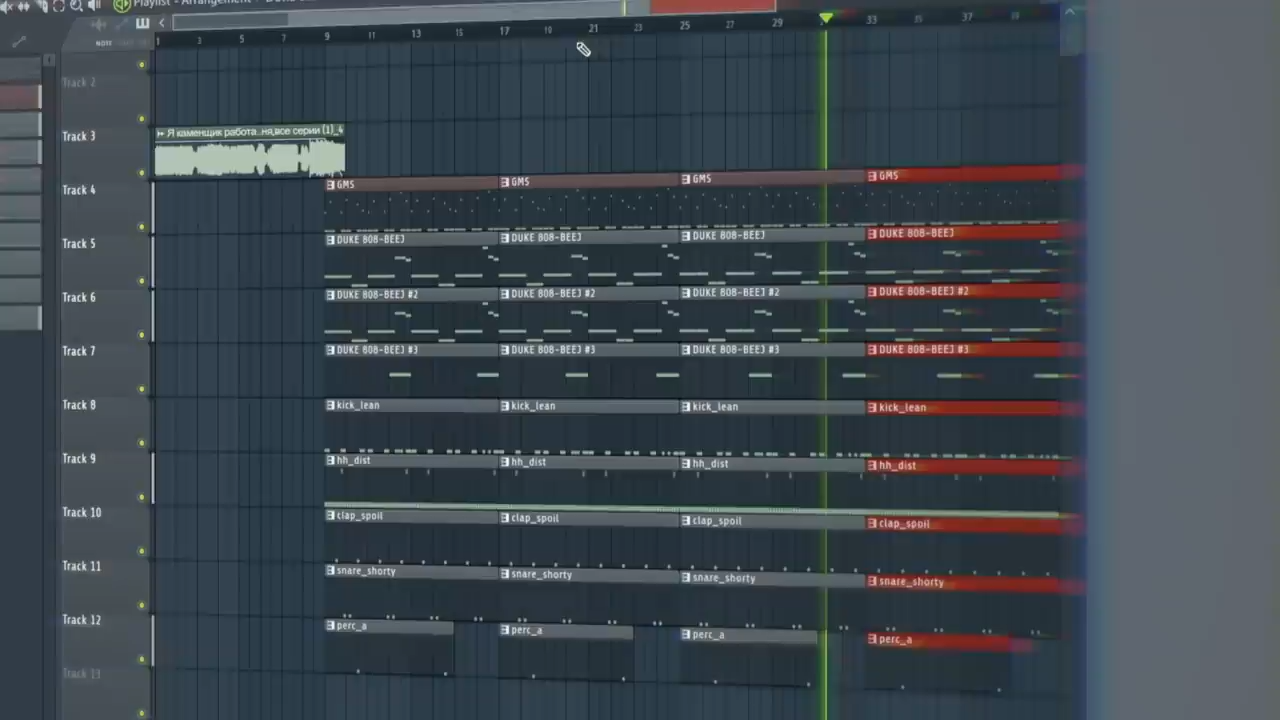 Playlist - Arrangement
NOTE
1 3 5 7 9 11 13 15 17 19 21 23 25 27 29 33 35 37 39
Track 2
Track 3
Я каменщик работа..ня,все серии (1)_4
Track 4
GMS GMS GMS GMS
Track 5
DUKE 808-BEEJ DUKE 808-BEEJ DUKE 808-BEEJ DUKE 808-BEEJ
Track 6
DUKE 808-BEEJ #2 DUKE 808-BEEJ #2 DUKE 808-BEEJ #2 DUKE 808-BEEJ #2
Track 7
DUKE 808-BEEJ #3 DUKE 808-BEEJ #3 DUKE 808-BEEJ #3 DUKE 808-BEEJ #3
Track 8
kick_lean kick_lean kick_lean kick_lean
Track 9
hh_dist hh_dist hh_dist hh_dist
Track 10
clap_spoil clap_spoil clap_spoil clap_spoil
Track 11
snare_shorty snare_shorty snare_shorty snare_shorty
Track 12
perc_a perc_a perc_a perc_a
Track 13